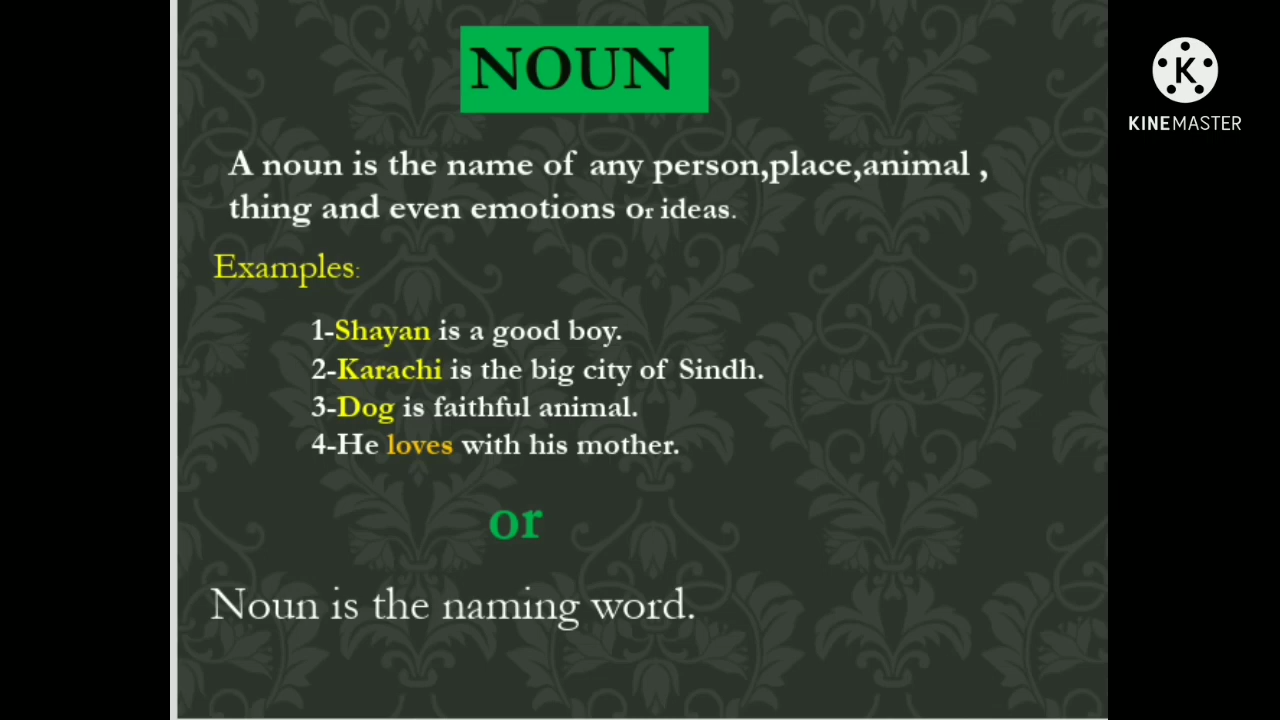 NOUN
K
KINEMASTER
A noun is the name of any person,place,animal ,
thing and even emotions or ideas.
Examples:
1-Shayan is a good boy.
2-Karachi is the big city of Sindh.
3-Dog is faithful animal.
4-He loves with his mother.
or
Noun is the naming word.